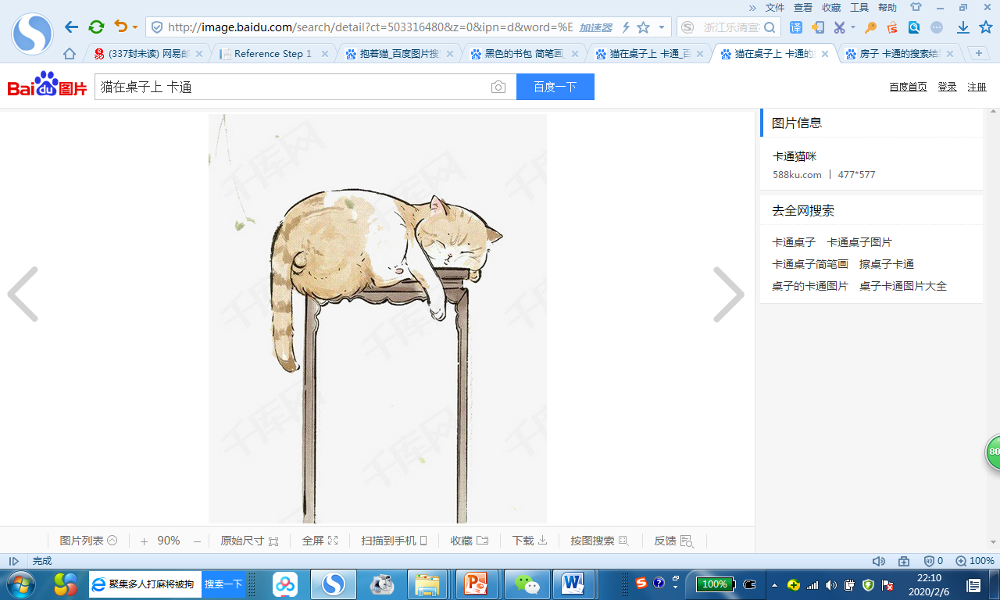 文件 查看 收藏 工具 帮助
http://image.baidu.com/search/detail?ct=503316480&z=0&ipn=d&word=%E 加速器
浙江乐清宣
译
(337封未读) 网易邮
Reference Step 1
抱着猫_百度图片搜
黑色的书包 简笔画_
猫在桌子上 卡通_百
猫在桌子上 卡通的搜
房子 卡通的搜索结果
Bai du 图片
猫在桌子上 卡通
百度一下
百度首页 登录 注册
图片信息
卡通猫咪
588ku.com | 477*577
去全网搜索
卡通桌子 卡通桌子图片
卡通桌子简笔画 擦桌子卡通
桌子的卡通图片 桌子卡通图片大全
千库网
80
图片列表 + 90% − 原始尺寸 全屏 扫描到手机 收藏 下载 按图搜索 反馈
完成
0 100%
聚集多人打麻将被拘 搜索一下
100%
22:10
2020/2/6